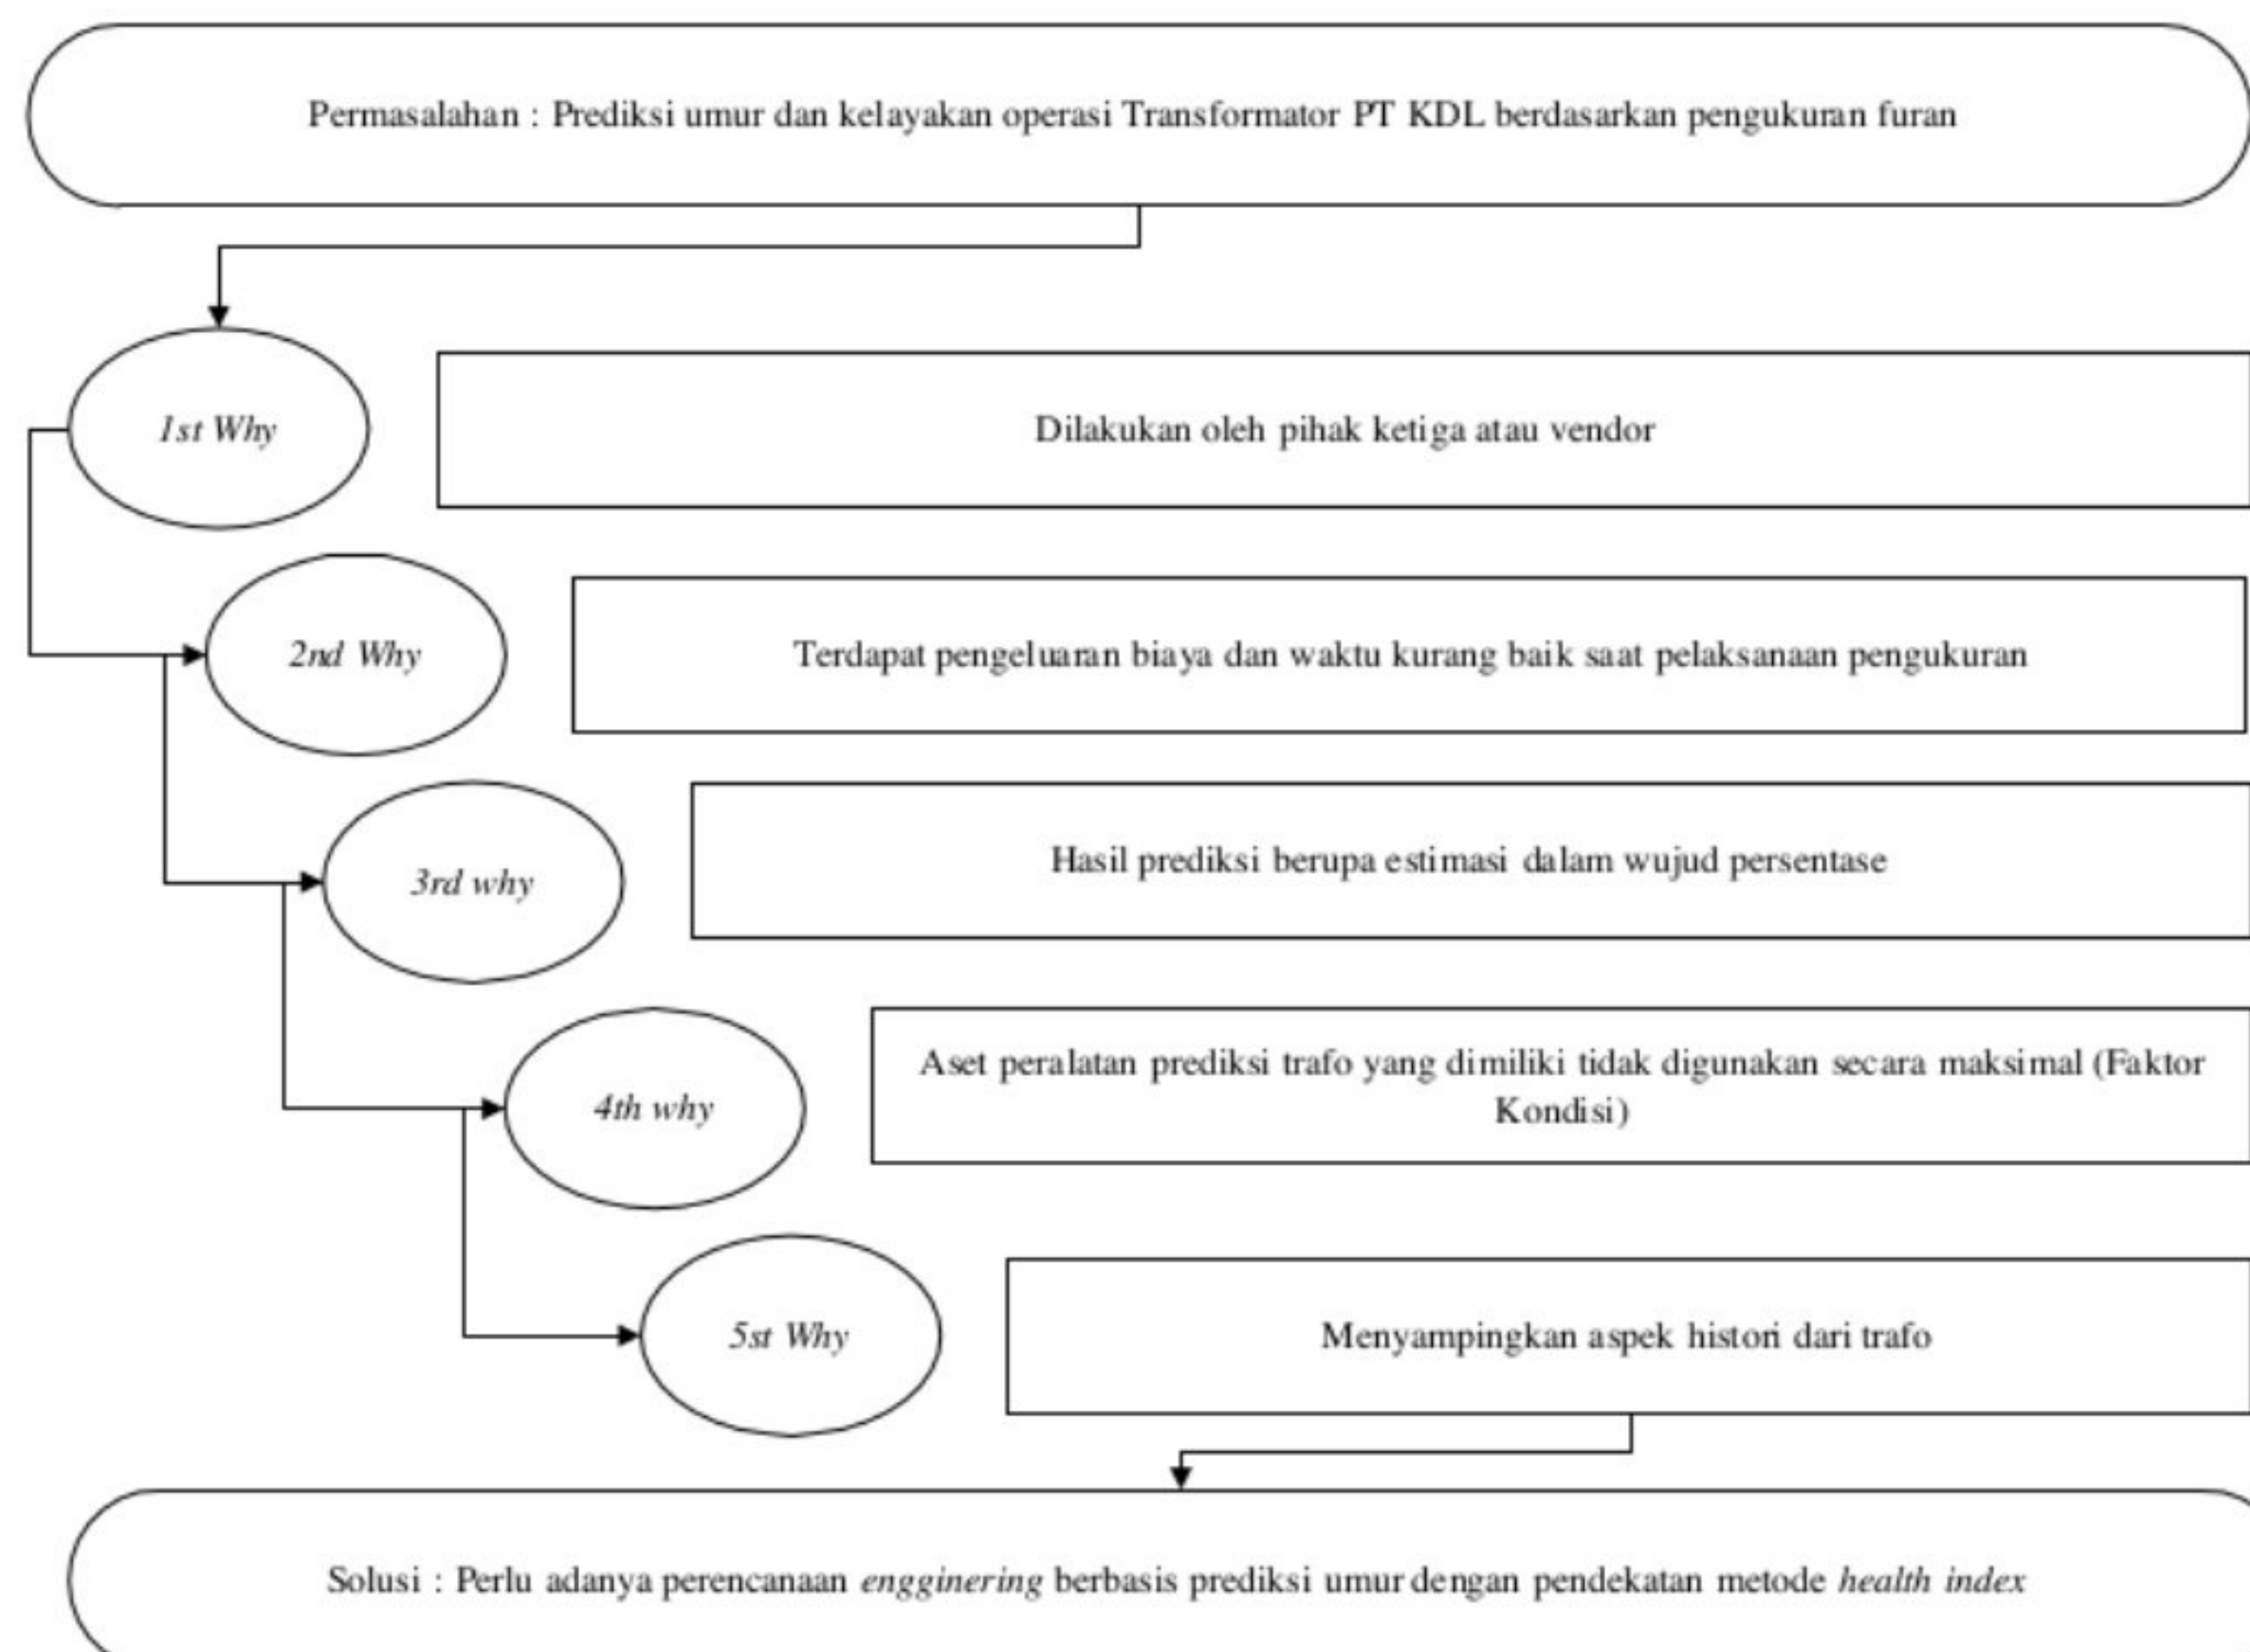 Permasalahan : Prediksi umur dan kelayakan operasi Transformator PT KDL berdasarkan pengukuran furan
1st Why
Dilakukan oleh pihak ketiga atau vendor
2nd Why
Terdapat pengeluaran biaya dan waktu kurang baik saat pelaksanaan pengukuran
3rd why
Hasil prediksi berupa estimasi dalam wujud persentase
4th why
Aset peralatan prediksi trafo yang dimiliki tidak digunakan secara maksimal (Faktor
Kondisi)
5st Why
Menyampingkan aspek histori dari trafo
Solusi : Perlu adanya perencanaan engginering berbasis prediksi umur dengan pendekatan metode health index